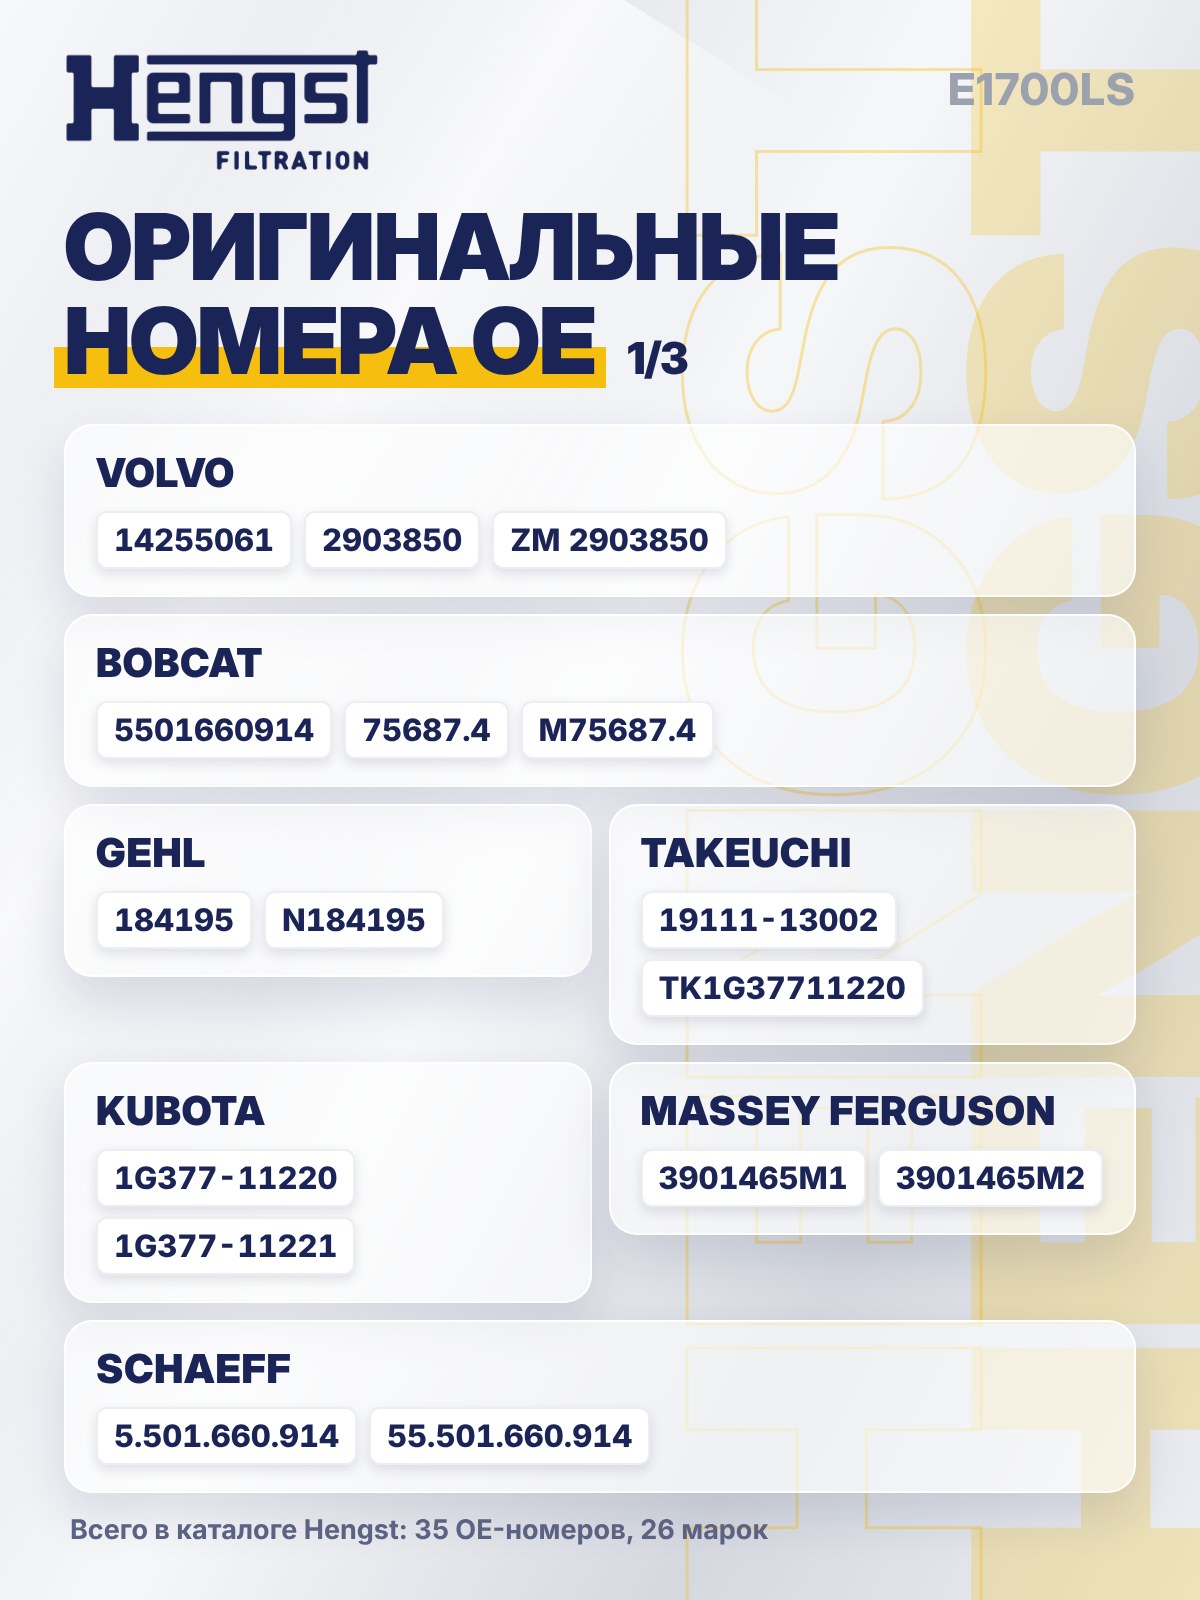 Hengst
FILTRATION
E1700LS
ОРИГИНАЛЬНЫЕ
НОМЕРА ОЕ 1/3
VOLVO
14255061 2903850 ZM 2903850
BOBCAT
5501660914 75687.4 M75687.4
GEHL
184195 N184195
TAKEUCHI
19111-13002
TK1G37711220
KUBOTA
1G377-11220
1G377-11221
MASSEY FERGUSON
3901465M1 3901465M2
SCHAEFF
5.501.660.914 55.501.660.914
Всего в каталоге Hengst: 35 ОЕ-номеров, 26 марок
HENGST
HENGST